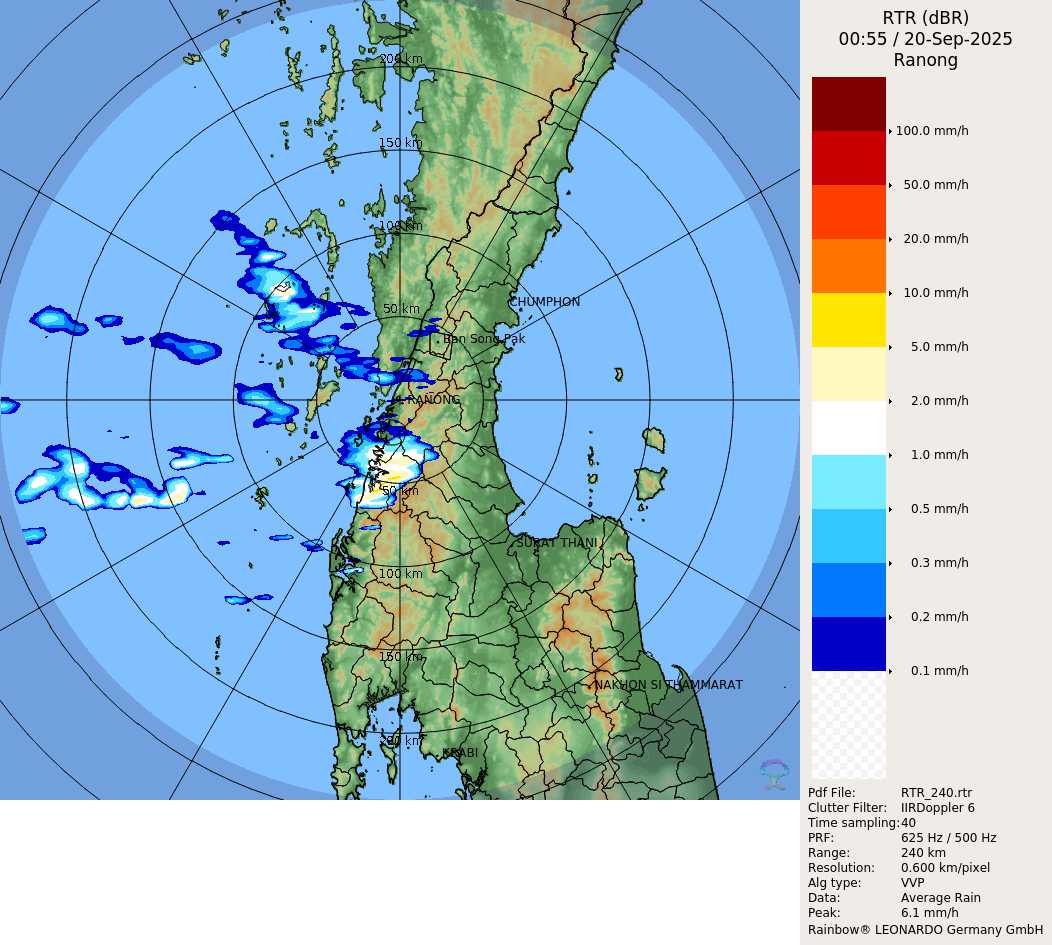 200 km
150 km
100 km
50 km
CHUMPHON
Ban Song Pak
RANONG
50 km
SURAT THANI
100 km
150 km
NAKHON SI THAMMARAT
200 km
KRABI
RTR (dBR)
00:55 / 20-Sep-2025
Ranong
100.0 mm/h
50.0 mm/h
20.0 mm/h
10.0 mm/h
5.0 mm/h
2.0 mm/h
1.0 mm/h
0.5 mm/h
0.3 mm/h
0.2 mm/h
0.1 mm/h
Pdf File: RTR_240.rtr
Clutter Filter: IIRDoppler 6
Time sampling: 40
PRF: 625 Hz / 500 Hz
Range: 240 km
Resolution: 0.600 km/pixel
Alg type: VVP
Data: Average Rain
Peak: 6.1 mm/h
Rainbow® LEONARDO Germany GmbH